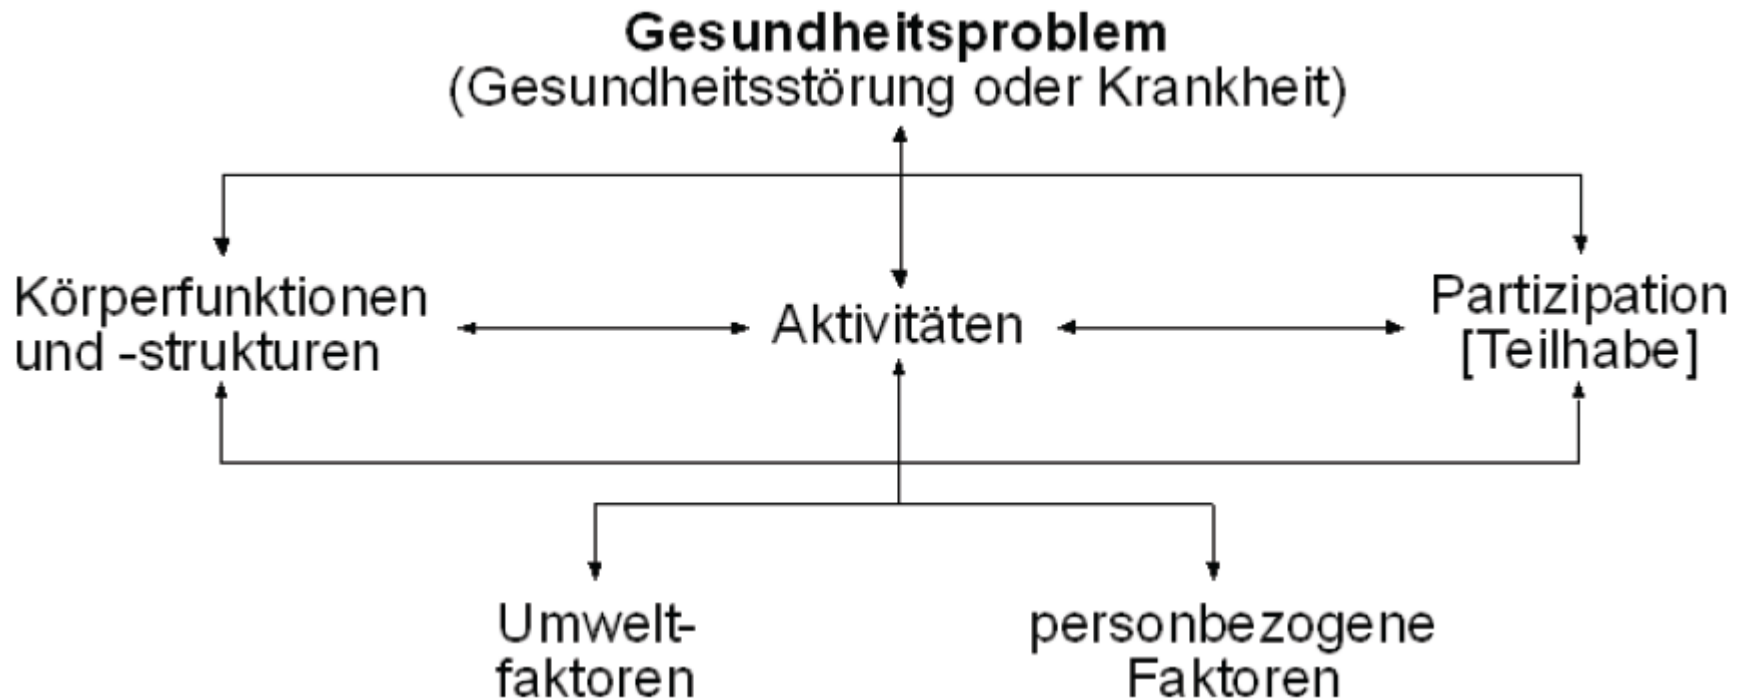 Gesundheitsproblem
(Gesundheitsstörung oder Krankheit)
Körperfunktionen
und -strukturen
Aktivitäten
Partizipation
[Teilhabe]
Umwelt-
faktoren
personbezogene
Faktoren